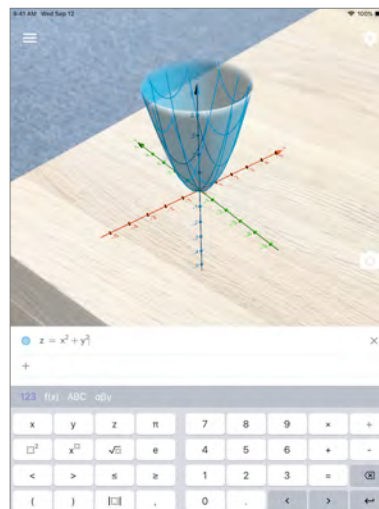 9:41 AM Wed Sep 12 100%
z = x² + y²
+
123 f(x) ABC αβγ
x y z π 7 8 9 × ÷
□² x□ √□ e 4 5 6 + -
< > ≤ ≥ 1 2 3 =
( ) |□| , 0 . < >